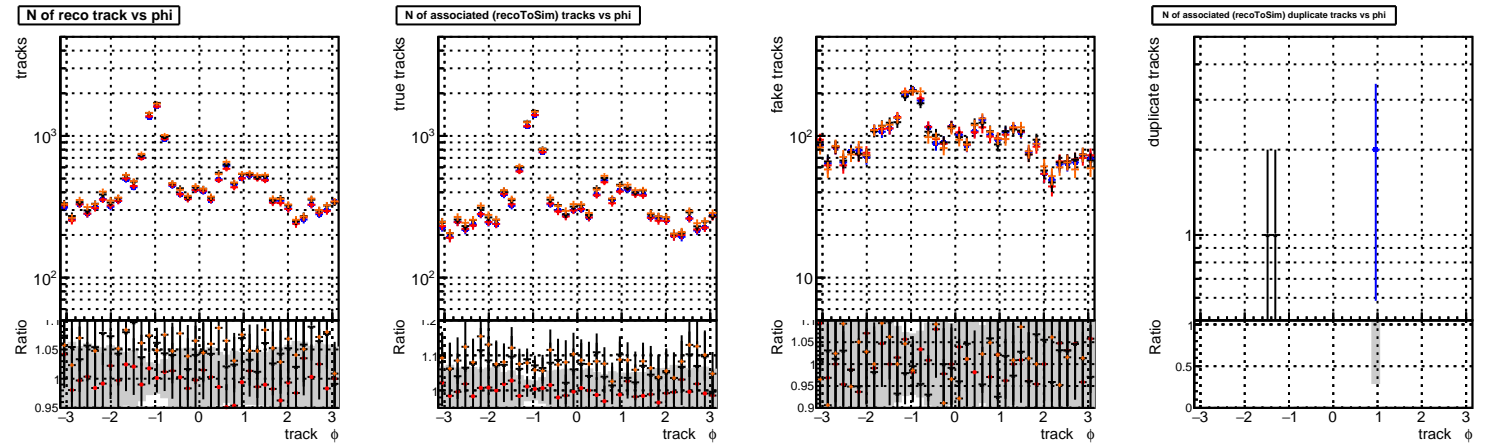 N of reco track vs phi
tracks
10³
10²
Ratio
1.1
1.05
1
0.95
−3 −2 −1 0 1 2 3
track ϕ
N of associated (recoToSim) tracks vs phi
true tracks
10³
10²
Ratio
1.2
1.1
−3 −2 −1 0 1 2 3
track ϕ
fake tracks
10²
10
Ratio
1.05
1
0.95
0.9
−3 −2 −1 0 1 2 3
track ϕ
N of associated (recoToSim) duplicate tracks vs phi
duplicate tracks
1
Ratio
1
0.5
0
−3 −2 −1 0 1 2 3
track ϕ